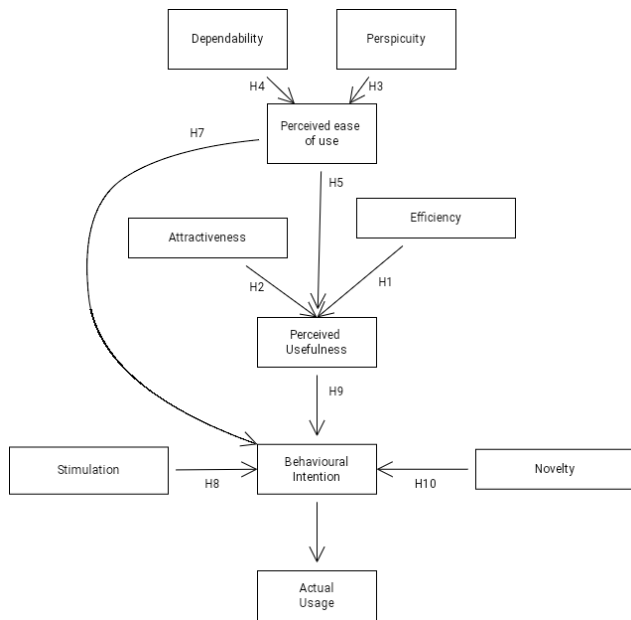 Dependability
Perspicuity
H4
H3
Perceived ease
of use
H7
H5
Efficiency
Attractiveness
H2
H1
Perceived
Usefulness
H9
Stimulation
H8
Behavioural
Intention
H10
Novelty
Actual
Usage